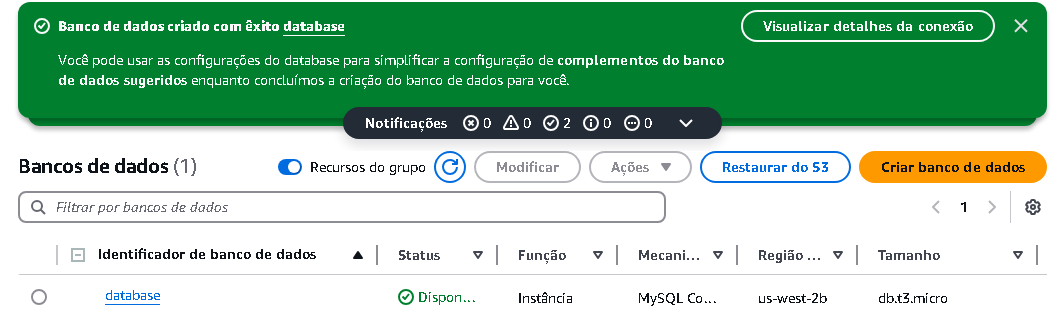 Banco de dados criado com êxito database
Visualizar detalhes da conexão
Você pode usar as configurações do database para simplificar a configuração de complementos do banco
de dados sugeridos enquanto concluímos a criação do banco de dados para você.
Notificações 0 0 2 0 0
Bancos de dados (1)
Recursos do grupo
Modificar
Ações
Restaurar do S3
Criar banco de dados
Filtrar por bancos de dados
1
Identificador de banco de dados Status Função Mecani... Região ... Tamanho
database Dispon... Instância MySQL Co... us-west-2b db.t3.micro